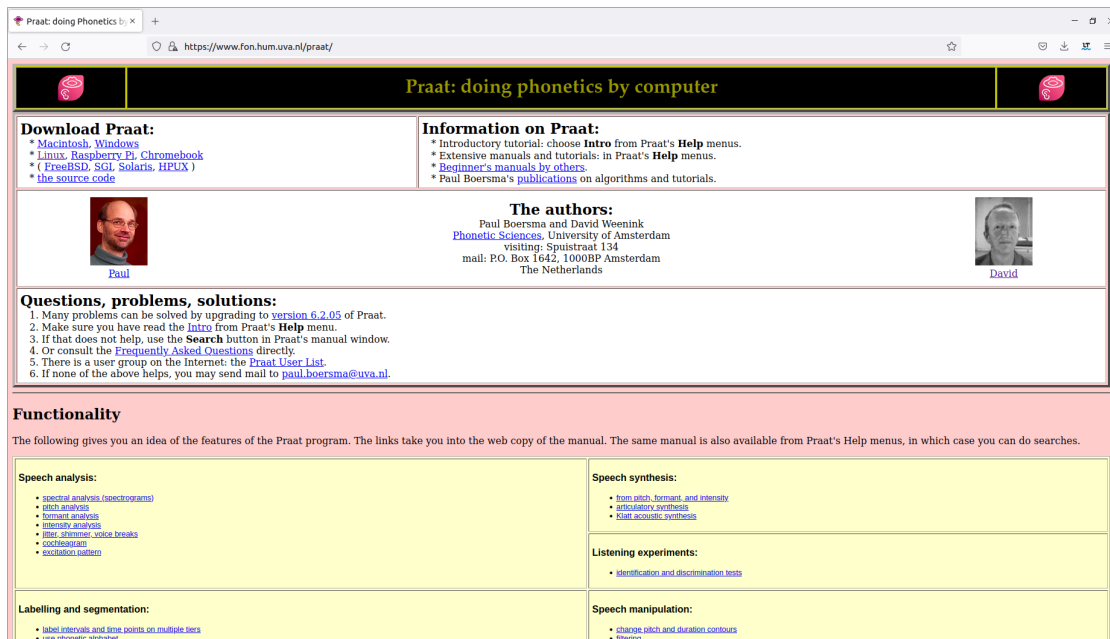 Praat: doing Phonetics by
https://www.fon.hum.uva.nl/praat/
Praat: doing phonetics by computer
Download Praat:
* Macintosh, Windows
* Linux, Raspberry Pi, Chromebook
* ( FreeBSD, SGI, Solaris, HPUX )
* the source code
Information on Praat:
* Introductory tutorial: choose Intro from Praat's Help menus.
* Extensive manuals and tutorials: in Praat's Help menus.
* Beginner's manuals by others.
* Paul Boersma's publications on algorithms and tutorials.
Paul
The authors:
Paul Boersma and David Weenink
Phonetic Sciences, University of Amsterdam
visiting: Spuistraat 134
mail: P.O. Box 1642, 1000BP Amsterdam
The Netherlands
David
Questions, problems, solutions:
1. Many problems can be solved by upgrading to version 6.2.05 of Praat.
2. Make sure you have read the Intro from Praat's Help menu.
3. If that does not help, use the Search button in Praat's manual window.
4. Or consult the Frequently Asked Questions directly.
5. There is a user group on the Internet: the Praat User List.
6. If none of the above helps, you may send mail to paul.boersma@uva.nl.
Functionality
The following gives you an idea of the features of the Praat program. The links take you into the web copy of the manual. The same manual is also available from Praat's Help menus, in which case you can do searches.
Speech analysis:
• spectral analysis (spectrograms)
• pitch analysis
• formant analysis
• intensity analysis
• jitter, shimmer, voice breaks
• cochleagram
• excitation pattern
Speech synthesis:
• from pitch, formant, and intensity
• articulatory synthesis
• Klatt acoustic synthesis
Listening experiments:
• identification and discrimination tests
Labelling and segmentation:
• label intervals and time points on multiple tiers
• use phonetic alphabet
Speech manipulation:
• change pitch and duration contours
• filtering